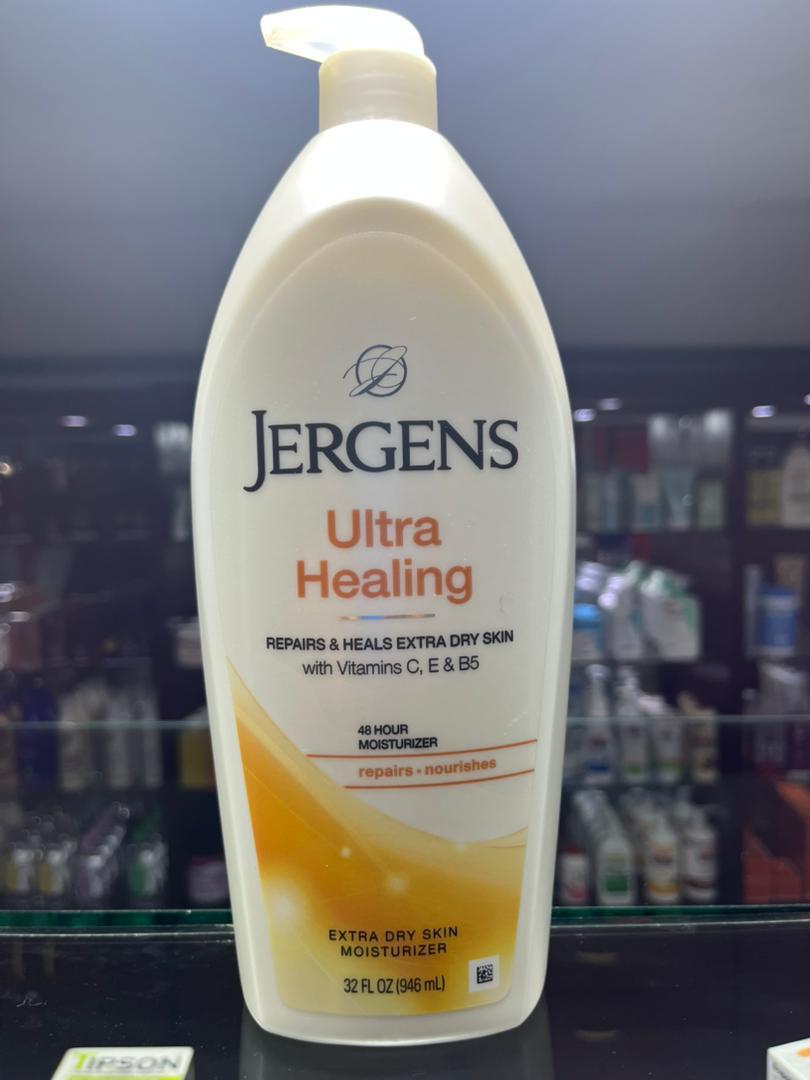 JERGENS
Ultra
Healing
REPAIRS & HEALS EXTRA DRY SKIN
with Vitamins C, E & B5
48 HOUR
MOISTURIZER
repairs • nourishes
EXTRA DRY SKIN
MOISTURIZER
32 FL OZ (946 mL)
TIPSON